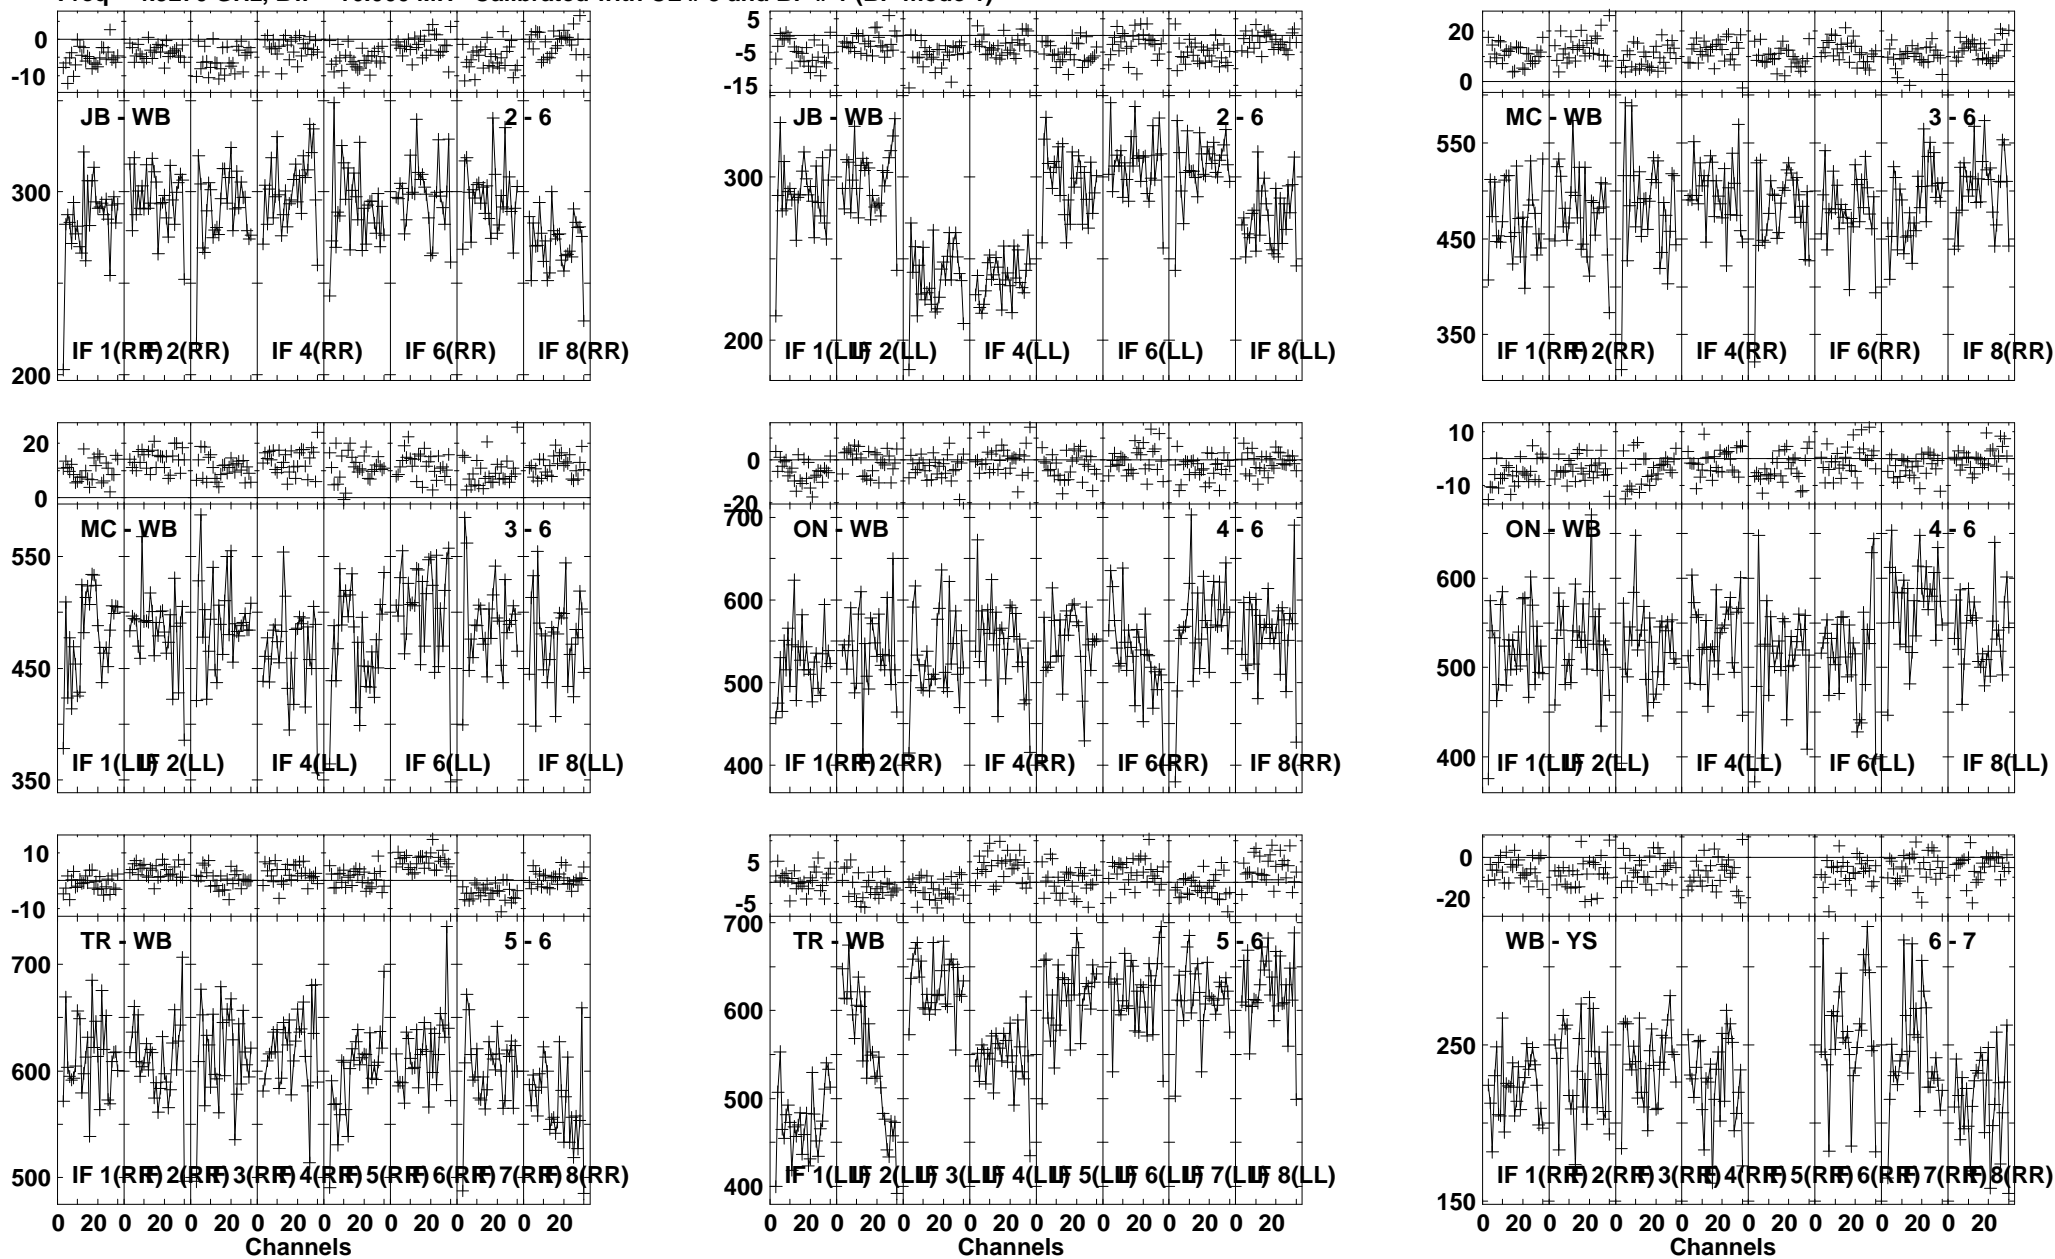 0 5 20
-10 -5 0
-15
JB - WB 2 - 6 JB - WB 2 - 6 MC - WB 3 - 6
550
300 300
450
200 350
IF 1(RR) IF 2(RR) IF 4(RR) IF 6(RR) IF 8(RR) IF 1(LL) IF 2(LL) IF 4(LL) IF 6(LL) IF 8(LL) IF 1(RR) IF 2(RR) IF 4(RR) IF 6(RR) IF 8(RR)
200
20 0 10
0 -20 -10
700
MC - WB 3 - 6 ON - WB 4 - 6 ON - WB 4 - 6
550 600 600
450 500 500
350 400 400
IF 1(LL) IF 2(LL) IF 4(LL) IF 6(LL) IF 8(LL) IF 1(RR) IF 2(RR) IF 4(RR) IF 6(RR) IF 8(RR) IF 1(LL) IF 2(LL) IF 4(LL) IF 6(LL) IF 8(LL)
10 5 0
-10 -5 -20
TR - WB 5 - 6 TR - WB 5 - 6 WB - YS 6 - 7
700 700
600 600 250
500 500
400 150
IF 1(RR) IF 2(RR) IF 3(RR) IF 4(RR) IF 5(RR) IF 6(RR) IF 7(RR) IF 8(RR) IF 1(LL) IF 2(LL) IF 3(LL) IF 4(LL) IF 5(LL) IF 6(LL) IF 7(LL) IF 8(LL) IF 1(RR) IF 2(RR) IF 3(RR) IF 4(RR) IF 5(RR) IF 6(RR) IF 7(RR) IF 8(RR)
0 20 0 20 0 20 0 20 0 20 0 20 0 20 0 20 0 20 0 20 0 20 0 20 0 20 0 20 0 20 0 20 0 20 0 20 0 20 0 20 0 20 0 20 0 20 0 20
Channels Channels Channels